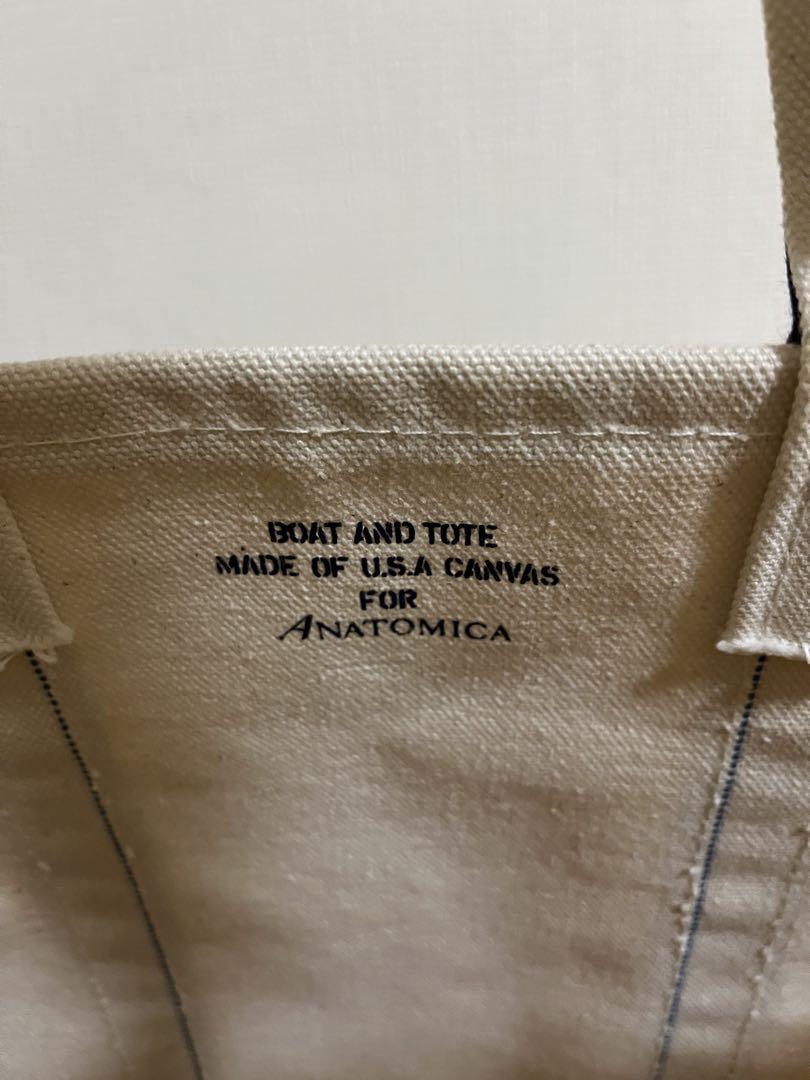 BOAT AND TOTE
MADE OF U.S.A CANVAS
FOR
ANATOMICA